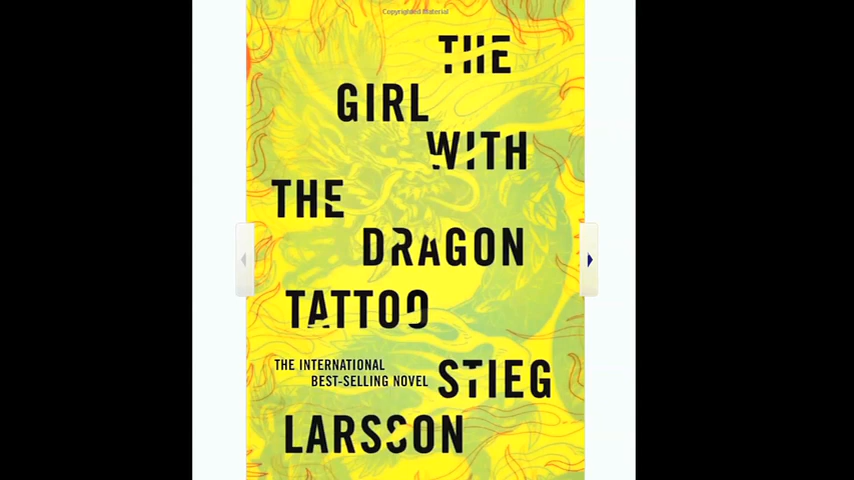 Copyrighted Material
THE
GIRL
WITH
THE
DRAGON
TATTOO
THE INTERNATIONAL
BEST-SELLING NOVEL
STIEG
LARSSON